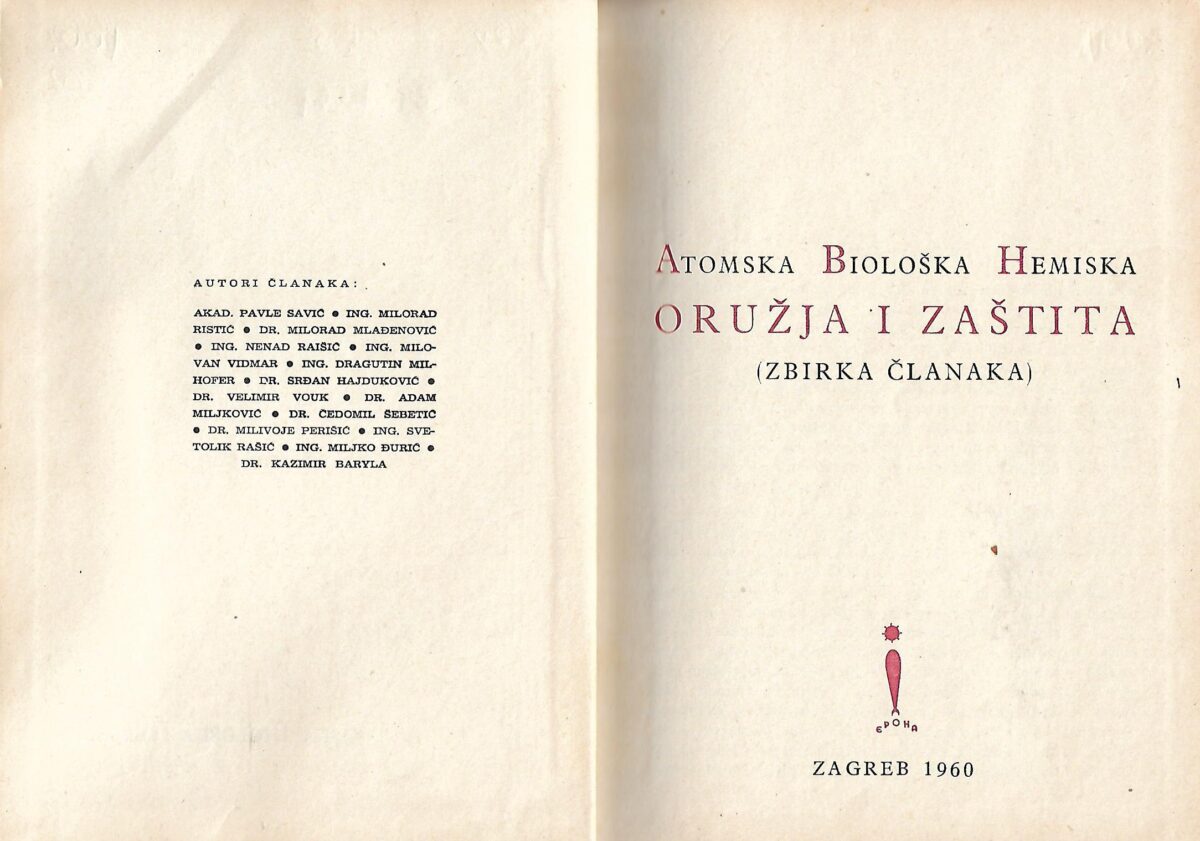 AUTORI ČLANAKA:
AKAD. PAVLE SAVIĆ ● ING. MILORAD
RISTIĆ ● DR. MILORAD MLAĐENOVIĆ
● ING. NENAD RAIŠIĆ ● ING. MILO-
VAN VIDMAR ● ING. DRAGUTIN MIL-
HOFER ● DR. SRĐAN HAJDUKOVIĆ ●
DR. VELIMIR VOUK ● DR. ADAM
MILJKOVIĆ ● DR. ČEDOMIL ŠEBETIĆ
● DR. MILIVOJE PERIŠIĆ ● ING. SVE-
TOLIK RAŠIĆ ● ING. MILJKO ĐURIĆ ●
DR. KAZIMIR BARYLA
ATOMSKA BIOLOŠKA HEMISKA
ORUŽJA I ZAŠTITA
(ZBIRKA ČLANAKA)
EPOHA
ZAGREB 1960